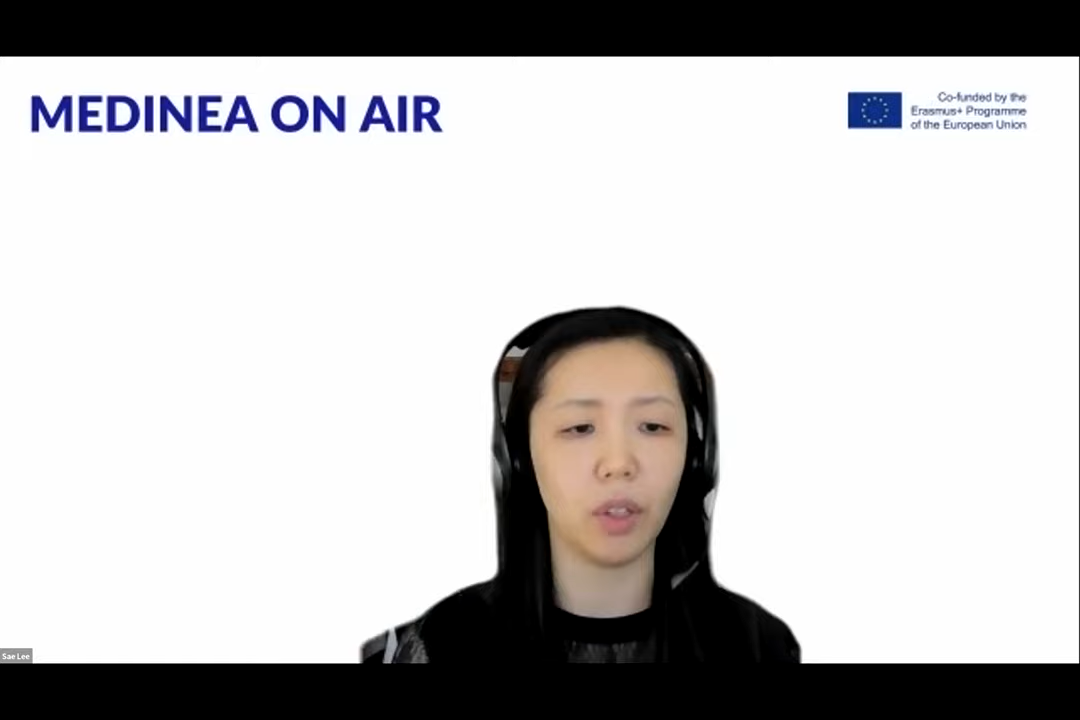 MEDINEA ON AIR
Co-funded by the
Erasmus+ Programme
of the European Union
Sae Lee